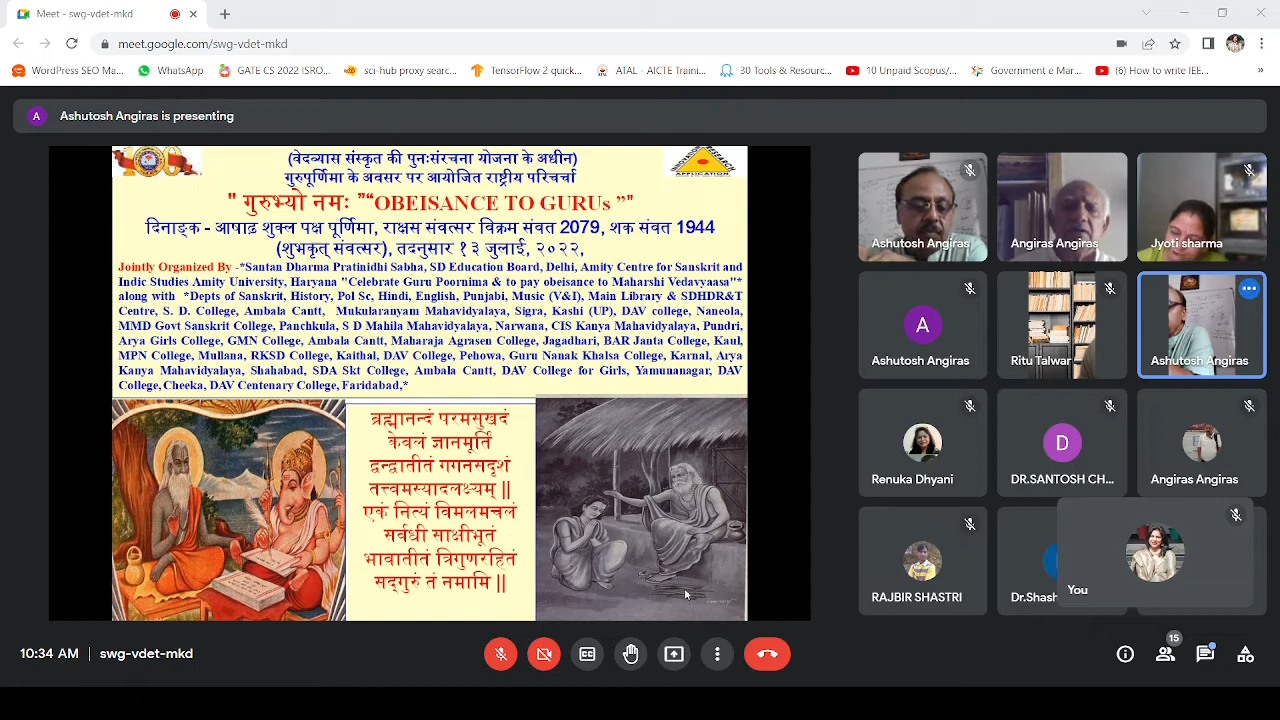 Meet - swg-vdet-mkd
meet.google.com/swg-vdet-mkd
WordPress SEO Ma...
WhatsApp
GATE CS 2022 ISRO...
sci-hub proxy searc...
TensorFlow 2 quick...
ATAL - AICTE Traini...
30 Tools & Resourc...
10 Unpaid Scopus/...
Government e Mar...
(6) How to write IEE...
»
A
Ashutosh Angiras is presenting
(वेदव्यास संस्कृत की पुनःसंरचना योजना के अधीन)
गुरुपूर्णिमा के अवसर पर आयोजित राष्ट्रीय परिचर्चा
" गुरुभ्यो नमः ”“OBEISANCE TO GURUs ”"
दिनाङ्क - आषाढ़ शुक्ल पक्ष पूर्णिमा, राक्षस संवत्सर विक्रम संवत 2079, शक संवत 1944
(शुभकृत् संवत्सर), तदनुसार १३ जुलाई, २०२२,
Jointly Organized By -*Santan Dharma Pratinidhi Sabha, SD Education Board, Delhi, Amity Centre for Sanskrit and
Indic Studies Amity University, Haryana "Celebrate Guru Poornima & to pay obeisance to Maharshi Vedavyaasa"*
along with *Depts of Sanskrit, History, Pol Sc, Hindi, English, Punjabi, Music (V&I), Main Library & SDHDR&T
Centre, S. D. College, Ambala Cantt, Mukularanyam Mahavidyalaya, Sigra, Kashi (UP), DAV college, Naneola,
MMD Govt Sanskrit College, Panchkula, S D Mahila Mahavidyalaya, Narwana, CIS Kanya Mahavidyalaya, Pundri,
Arya Girls College, GMN College, Ambala Cantt, Maharaja Agrasen College, Jagadhari, BAR Janta College, Kaul,
MPN College, Mullana, RKSD College, Kaithal, DAV College, Pehowa, Guru Nanak Khalsa College, Karnal, Arya
Kanya Mahavidyalaya, Shahabad, SDA Skt College, Ambala Cantt, DAV College for Girls, Yamunanagar, DAV
College, Cheeka, DAV Centenary College, Faridabad,*
APPLICATION
ब्रह्मानन्दं परमसुखदं
केवलं ज्ञानमूर्तिं
द्वन्द्वातीतं गगनसदृशं
तत्त्वमस्यादिलक्ष्यम् ||
एकं नित्यं विमलमचलं
सर्वधी साक्षीभूतं
भावातीतं त्रिगुणरहितं
सद्गुरुं तं नमामि ||
Ashutosh Angiras
Angiras Angiras
Jyoti sharma
A
Ashutosh Angiras
Ritu Talwar
Ashutosh Angiras
Renuka Dhyani
D
DR.SANTOSH CH...
Angiras Angiras
RAJBIR SHASTRI
Dr.Shash
You
10:34 AM | swg-vdet-mkd
15